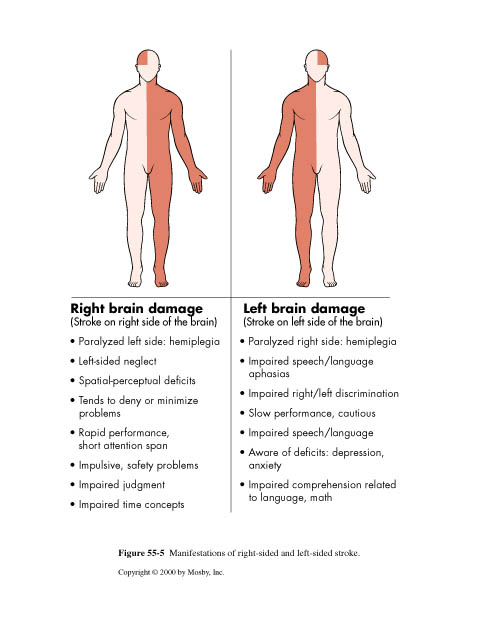 Right brain damage
(Stroke on right side of the brain)
• Paralyzed left side: hemiplegia
• Left-sided neglect
• Spatial-perceptual deficits
• Tends to deny or minimize
problems
• Rapid performance,
short attention span
• Impulsive, safety problems
• Impaired judgment
• Impaired time concepts
Left brain damage
(Stroke on left side of the brain)
• Paralyzed right side: hemiplegia
• Impaired speech/language
aphasias
• Impaired right/left discrimination
• Slow performance, cautious
• Impaired speech/language
• Aware of deficits: depression,
anxiety
• Impaired comprehension related
to language, math
Figure 55-5 Manifestations of right-sided and left-sided stroke.
Copyright © 2000 by Mosby, Inc.